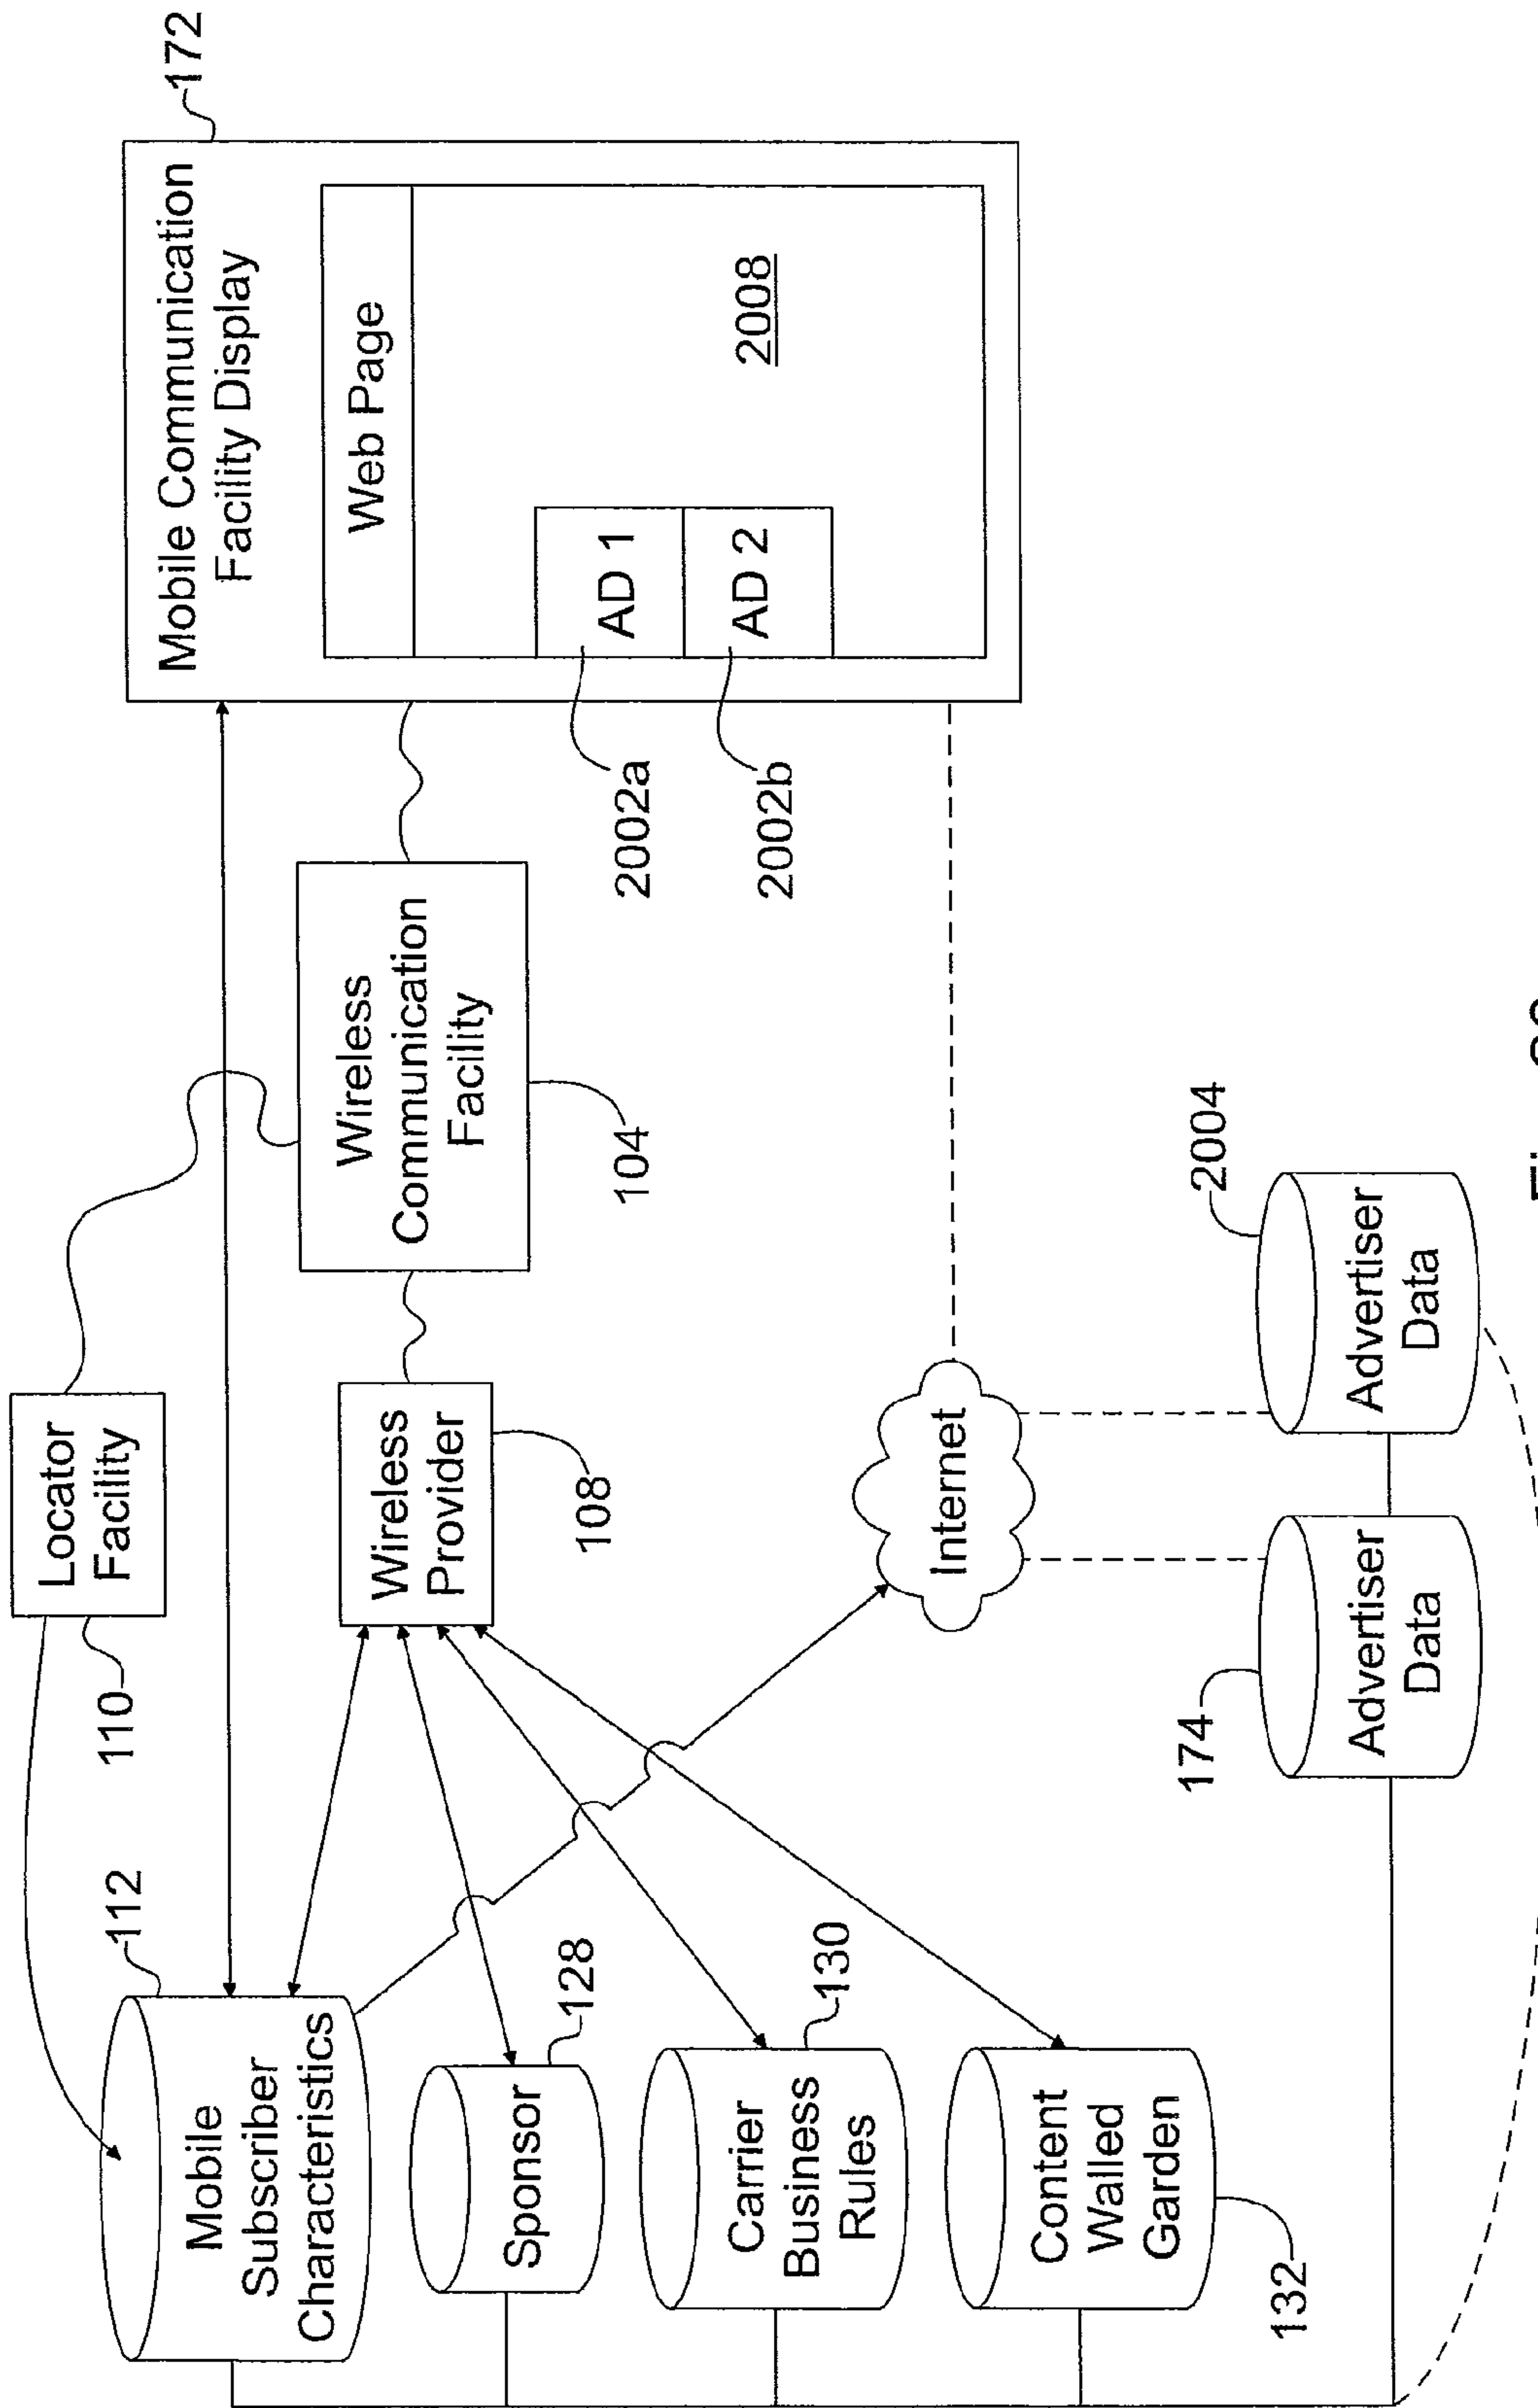 Locator
Facility
110
112
Mobile
Subscriber
Characteristics
Sponsor
128
Carrier
Business
Rules
130
Content
Walled
Garden
132
Wireless
Provider
108
Wireless
Communication
Facility
104
Mobile Communication
Facility Display
172
Web Page
AD 1
AD 2
2008
2002a
2002b
Internet
174
Advertiser
Data
2004
Advertiser
Data